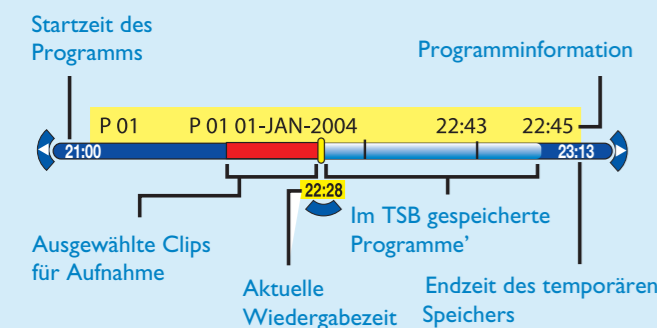 Startzeit des
Programms
Programminformation
P 01 P 01 01-JAN-2004 22:43 22:45
21:00 23:13
22:28
Im TSB gespeicherte
Programme’
Ausgewählte Clips
für Aufnahme
Aktuelle
Wiedergabezeit
Endzeit des temporären
Speichers